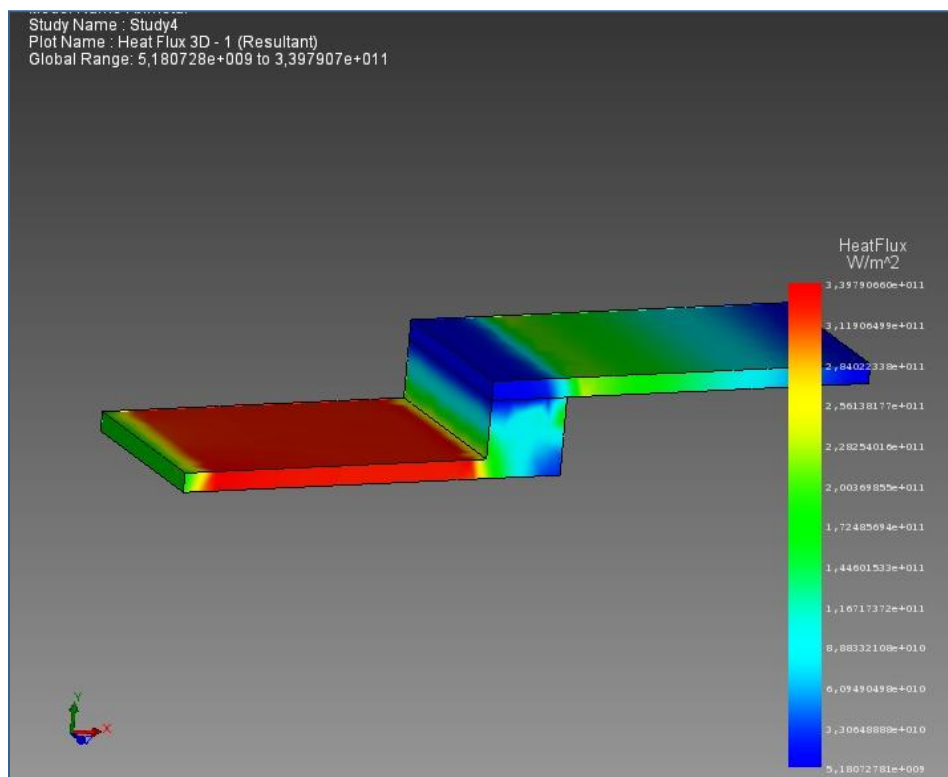 Study Name : Study4
Plot Name : Heat Flux 3D - 1 (Resultant)
Global Range: 5,180728e+009 to 3,397907e+011
HeatFlux
W/m^2
3,39790660e+011
3,11906499e+011
2,84022338e+011
2,56138177e+011
2,28254016e+011
2,00369855e+011
1,72485694e+011
1,44601533e+011
1,16717372e+011
8,88332108e+010
6,09490498e+010
3,30648888e+010
5,18072781e+009
Y
X